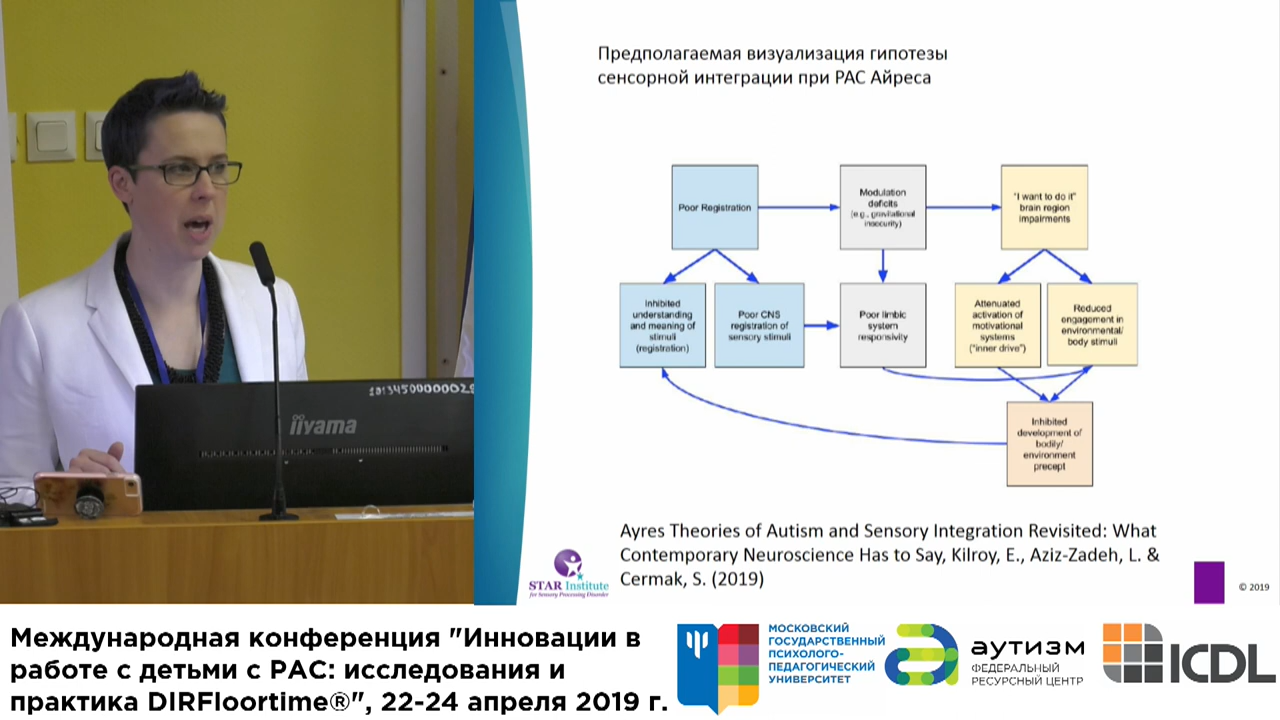 Предполагаемая визуализация гипотезы
сенсорной интеграции при РАС Айреса
Poor Registration
Modulation
deficits
(e.g., gravitational
insecurity)
"I want to do it"
brain region
impairments
Inhibited
understanding
and meaning of
stimuli
(registration)
Poor CNS
registration of
sensory stimuli
Poor limbic
system
responsivity
Attenuated
activation of
motivational
systems
("inner drive")
Reduced
engagement in
environmental/
body stimuli
Inhibited
development of
bodily/
environment
precept
Ayres Theories of Autism and Sensory Integration Revisited: What
Contemporary Neuroscience Has to Say, Kilroy, E., Aziz-Zadeh, L. &
Cermak, S. (2019)
STAR Institute
for Sensory Processing Disorder
© 2019
iiyama
Международная конференция "Инновации в
работе с детьми с РАС: исследования и
практика DIRFloortime®", 22-24 апреля 2019 г.
МОСКОВСКИЙ
ГОСУДАРСТВЕННЫЙ
ПСИХОЛОГО-
ПЕДАГОГИЧЕСКИЙ
УНИВЕРСИТЕТ
аутизм
ФЕДЕРАЛЬНЫЙ
РЕСУРСНЫЙ ЦЕНТР
ICDL